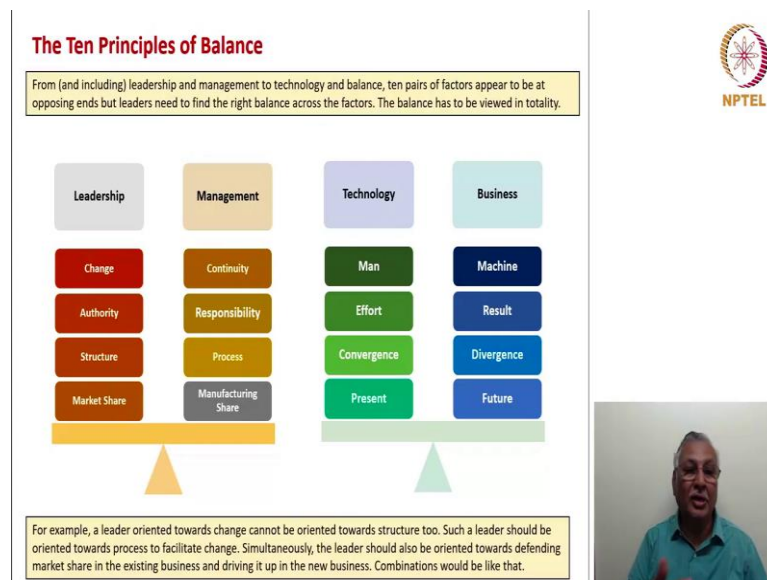 The Ten Principles of Balance
NPTEL
From (and including) leadership and management to technology and balance, ten pairs of factors appear to be at
opposing ends but leaders need to find the right balance across the factors. The balance has to be viewed in totality.
Leadership
Management
Technology
Business
Change
Continuity
Man
Machine
Authority
Responsibility
Effort
Result
Structure
Process
Convergence
Divergence
Market Share
Manufacturing
Share
Present
Future
For example, a leader oriented towards change cannot be oriented towards structure too. Such a leader should be
oriented towards process to facilitate change. Simultaneously, the leader should also be oriented towards defending
market share in the existing business and driving it up in the new business. Combinations would be like that.